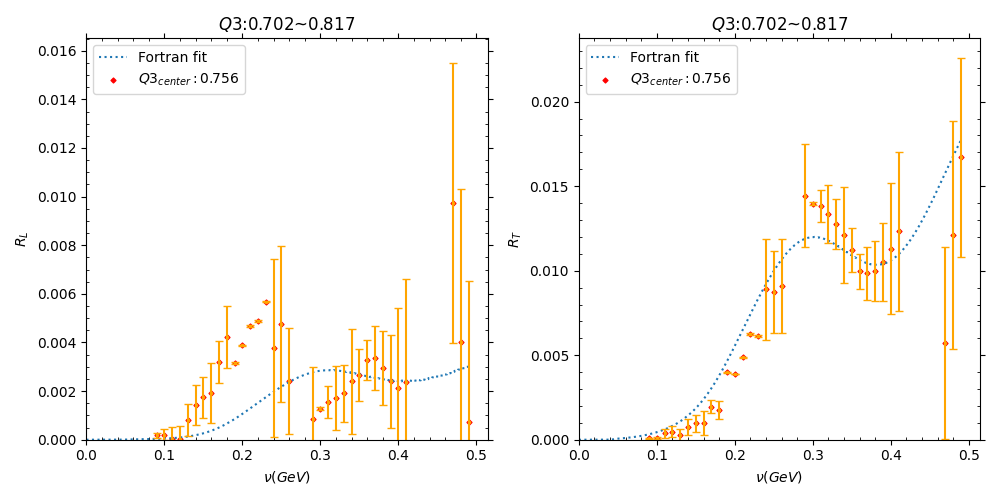 Q3:0.702~0.817
Fortran fit
Q3center: 0.756
0.016
0.014
0.012
0.010
0.008
0.006
0.004
0.002
0.000
RL
0.0 0.1 0.2 0.3 0.4 0.5
ν(GeV)
Q3:0.702~0.817
Fortran fit
Q3center: 0.756
0.020
0.015
0.010
0.005
0.000
RT
0.0 0.1 0.2 0.3 0.4 0.5
ν(GeV)